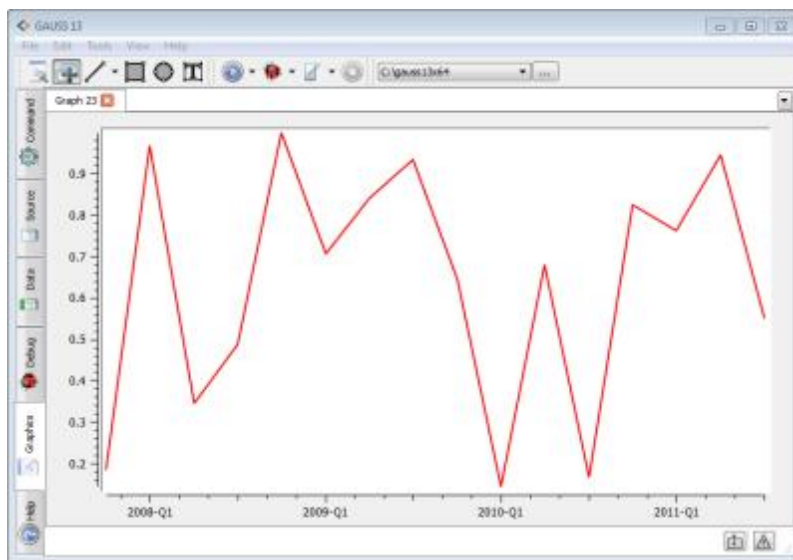 GAUSS 13
File Edit Tools View Help
C:\gauss13x64
...
Graph 23
Command
Source
Data
Debug
Graphics
Help
0.9
0.8
0.7
0.6
0.5
0.4
0.3
0.2
2008-Q1 2009-Q1 2010-Q1 2011-Q1